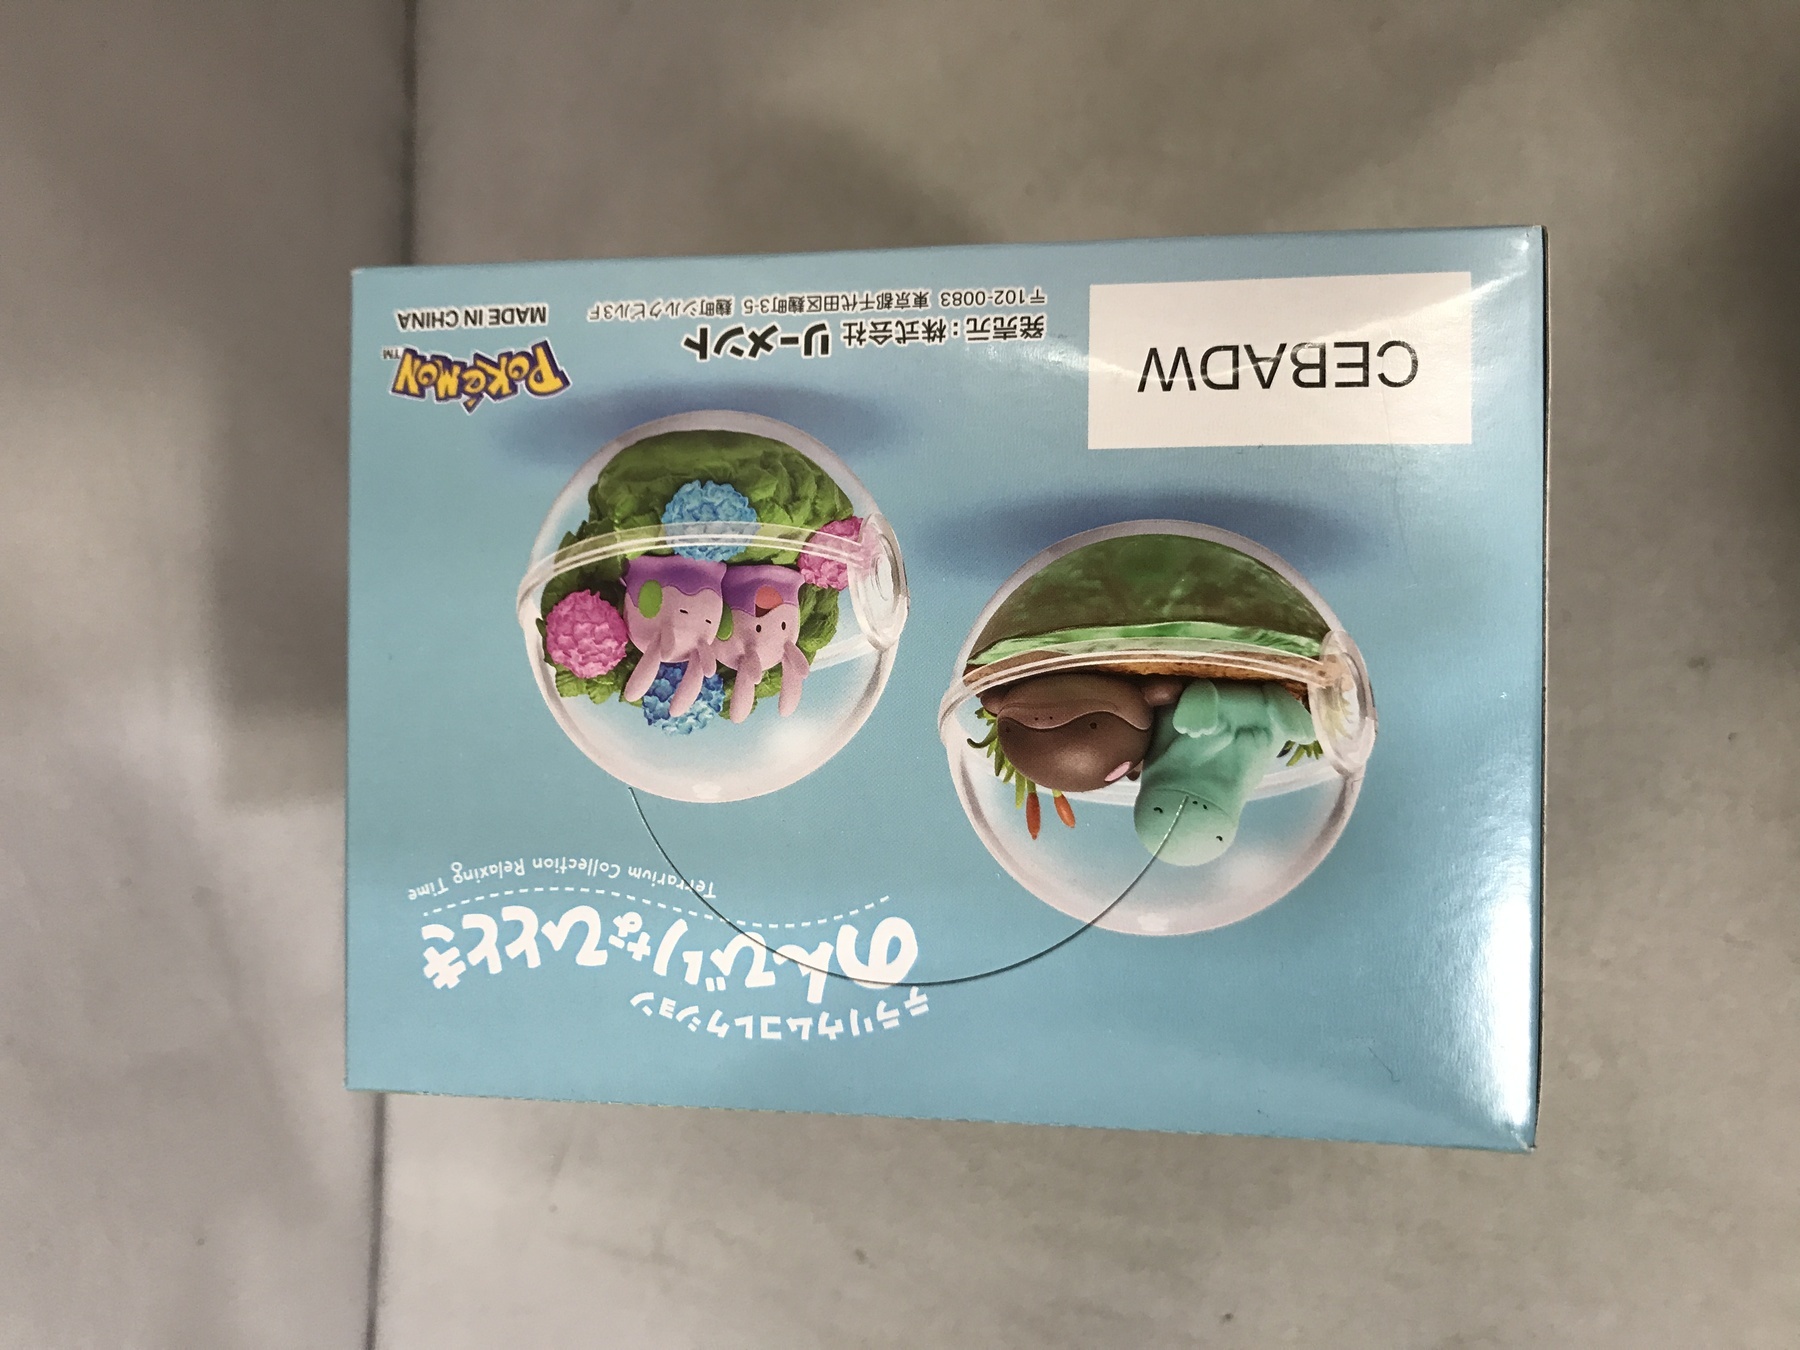 テラリウムコレクション
のんびりなひととき
Terrarium Collection Relaxing Time
CEBADW
発売元：株式会社 リーメント
〒102-0083 東京都千代田区麹町3-5 麹町シルクビル3F
POKéMON™
MADE IN CHINA